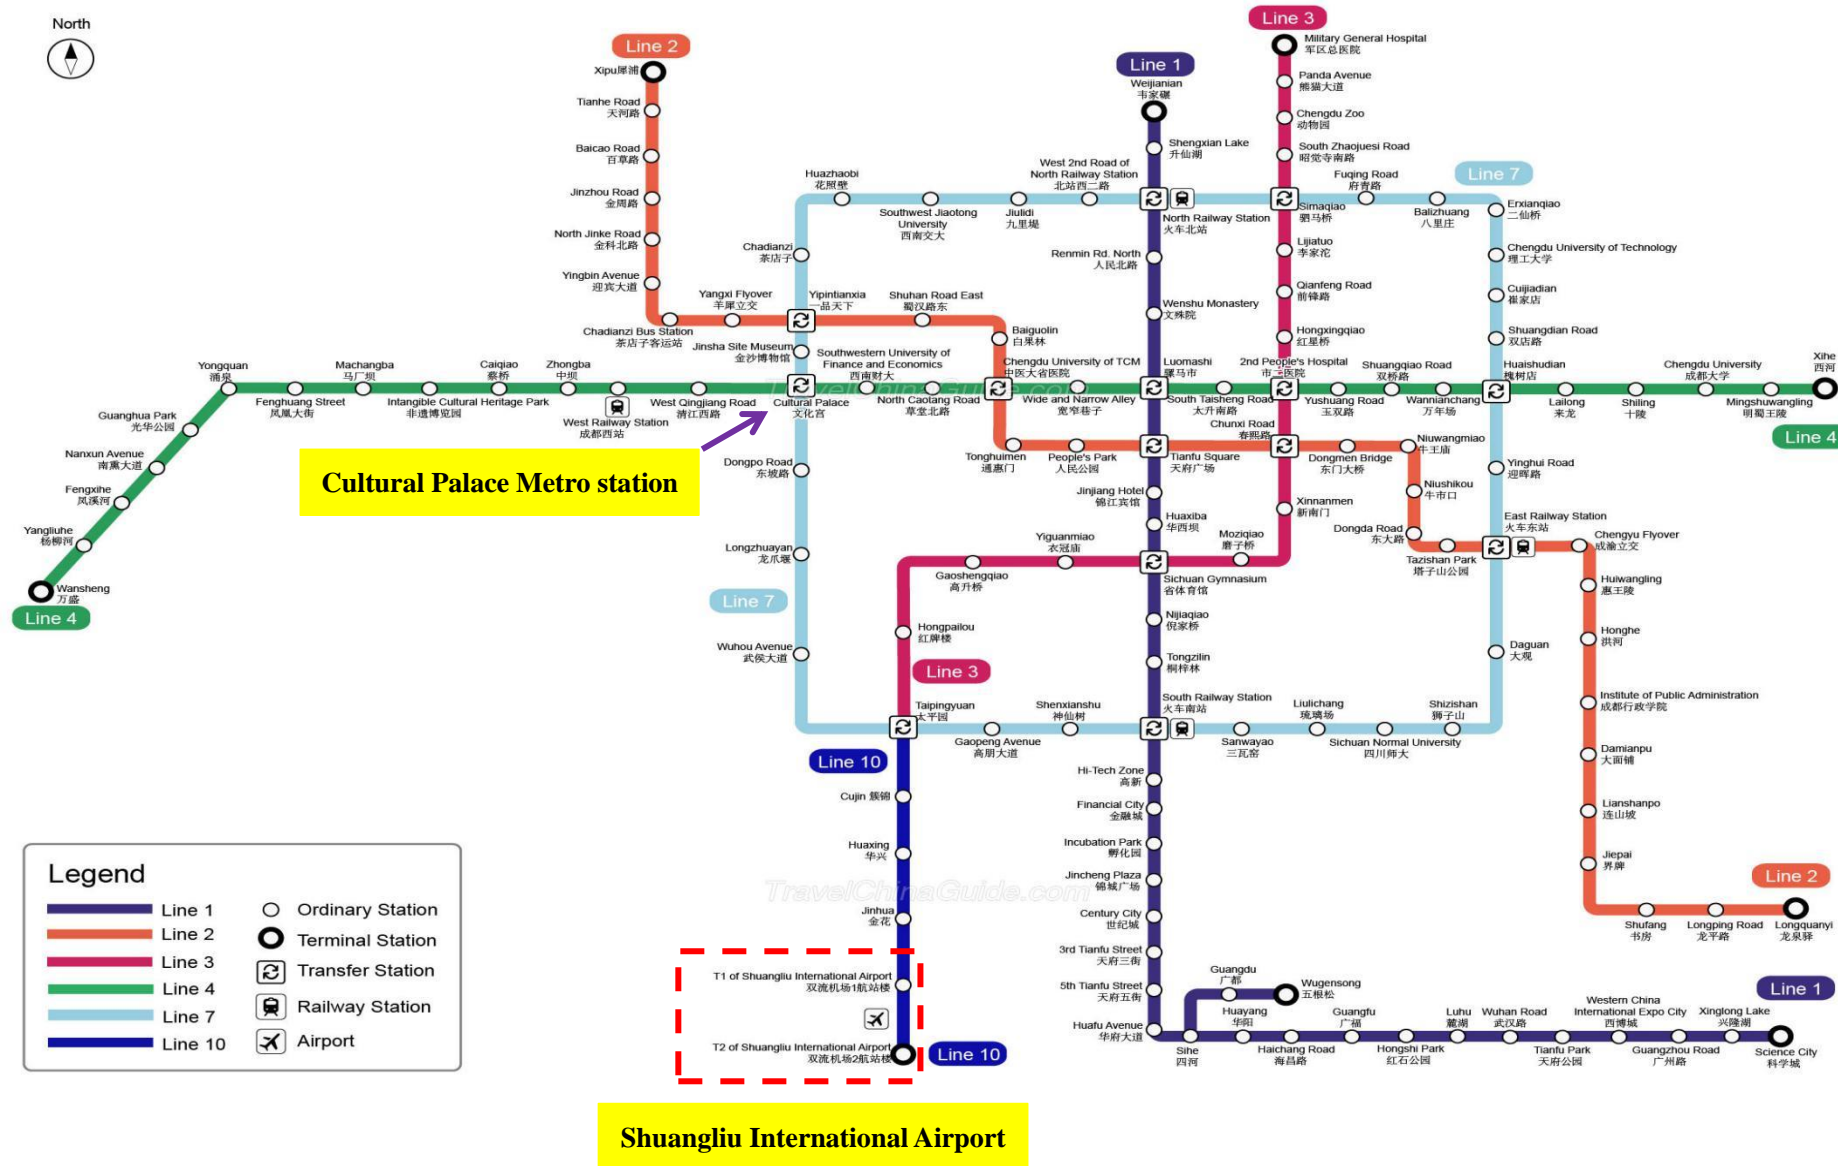 North
Line 2
Xipu犀浦
Tianhe Road
天河路
Baicao Road
百草路
Jinzhou Road
金周路
North Jinke Road
金科北路
Yingbin Avenue
迎宾大道
Chadianzi Bus Station
茶店子客运站
Yangxi Flyover
羊犀立交
Yipintianxia
一品天下
Shuhan Road East
蜀汉路东
Baiguolin
白果林
Line 1
Weijianian
韦家碾
Shengxian Lake
升仙湖
North Railway Station
火车北站
Renmin Rd. North
人民北路
Wenshu Monastery
文殊院
Luomashi
骡马市
Line 3
Military General Hospital
军区总医院
Panda Avenue
熊猫大道
Chengdu Zoo
动物园
South Zhaojuesi Road
昭觉寺南路
Simaqiao
驷马桥
Lijiatuo
李家沱
Qianfeng Road
前锋路
Hongxingqiao
红星桥
2nd People's Hospital
市二医院
Line 7
Huazhaobi
花照壁
Southwest Jiaotong
University
西南交大
Jiulidi
九里堤
West 2nd Road of
North Railway Station
北站西二路
Fuqing Road
府青路
Balizhuang
八里庄
Erxianqiao
二仙桥
Chengdu University of Technology
理工大学
Cuijiadian
崔家店
Shuangdian Road
双店路
Huaishudian
槐树店
Chadianzi
茶店子
Jinsha Site Museum
金沙博物馆
Southwestern University of
Finance and Economics
西南财大
Chengdu University of TCM
中医大省医院
Yongquan
涌泉
Machangba
马厂坝
Caiqiao
蔡桥
Zhongba
中坝
Fenghuang Street
凤凰大街
Intangible Cultural Heritage Park
非遗博览园
West Railway Station
成都西站
West Qingjiang Road
清江西路
Cultural Palace
文化宫
North Caotang Road
草堂北路
Wide and Narrow Alley
宽窄巷子
South Taisheng Road
太升南路
Yushuang Road
玉双路
Shuangqiao Road
双桥路
Wannianchang
万年场
Lailong
来龙
Shiling
十陵
Chengdu University
成都大学
Mingshuwangling
明蜀王陵
Xihe
西河
Line 4
TravelChinaGuide.com
Guanghua Park
光华公园
Nanxun Avenue
南熏大道
Fengxihe
凤溪河
Yangliuhe
杨柳河
Wansheng
万盛
Line 4
Cultural Palace Metro station
Tonghuimen
通惠门
People's Park
人民公园
Tianfu Square
天府广场
Chunxi Road
春熙路
Dongmen Bridge
东门大桥
Niuwangmiao
牛王庙
Niushikou
牛市口
Dongda Road
东大路
Tazishan Park
塔子山公园
Yinghui Road
迎晖路
East Railway Station
火车东站
Chengyu Flyover
成渝立交
Huiwangling
惠王陵
Honghe
洪河
Institute of Public Administration
成都行政学院
Damianpu
大面铺
Lianshanpo
连山坡
Jiepai
界牌
Line 2
Shufang
书房
Longping Road
龙平路
Longquanyi
龙泉驿
Dongpo Road
东坡路
Longzhuayan
龙爪堰
Line 7
Wuhou Avenue
武侯大道
Jinjiang Hotel
锦江宾馆
Huaxiba
华西坝
Xinnanmen
新南门
Moziqiao
磨子桥
Sichuan Gymnasium
省体育馆
Yiguanmiao
衣冠庙
Gaoshengqiao
高升桥
Hongpailou
红牌楼
Line 3
Taipingyuan
太平园
Nijiaqiao
倪家桥
Tongzilin
桐梓林
South Railway Station
火车南站
Gaopeng Avenue
高朋大道
Shenxianshu
神仙树
Sanwayao
三瓦窑
Liulichang
琉璃场
Sichuan Normal University
四川师大
Shizishan
狮子山
Daguan
大观
Line 10
Cujin 簇锦
Huaxing
华兴
Jinhua
金花
T1 of Shuangliu International Airport
双流机场1航站楼
T2 of Shuangliu International Airport
双流机场2航站楼
Line 10
Shuangliu International Airport
TravelChinaGuide.com
Hi-Tech Zone
高新
Financial City
金融城
Incubation Park
孵化园
Jincheng Plaza
锦城广场
Century City
世纪城
3rd Tianfu Street
天府三街
5th Tianfu Street
天府五街
Huafu Avenue
华府大道
Sihe
四河
Guangdu
广都
Wugensong
五根松
Huayang
华阳
Haichang Road
海昌路
Guangfu
广福
Hongshi Park
红石公园
Luhu
麓湖
Wuhan Road
武汉路
Tianfu Park
天府公园
Western China
International Expo City
西博城
Guangzhou Road
广州路
Xinglong Lake
兴隆湖
Science City
科学城
Line 1
Legend
Line 1
Line 2
Line 3
Line 4
Line 7
Line 10
Ordinary Station
Terminal Station
Transfer Station
Railway Station
Airport